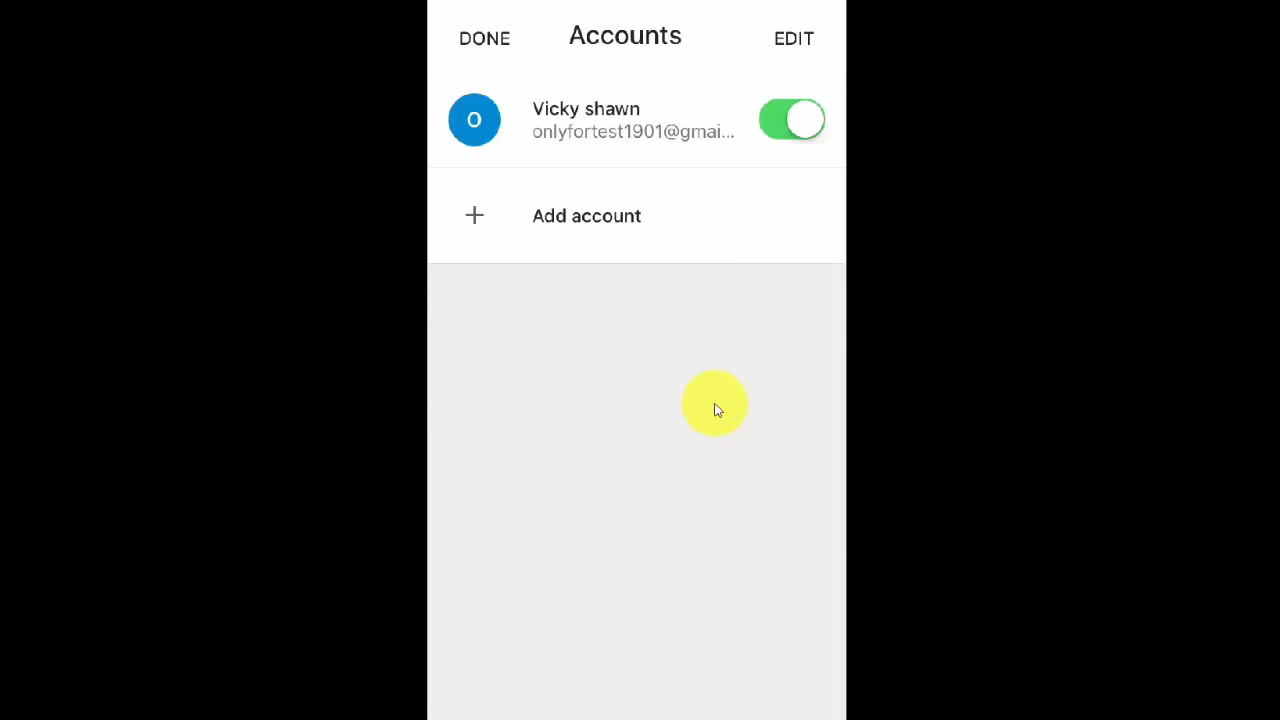 DONE Accounts EDIT
O
Vicky shawn
onlyfortest1901@gmai...
Add account